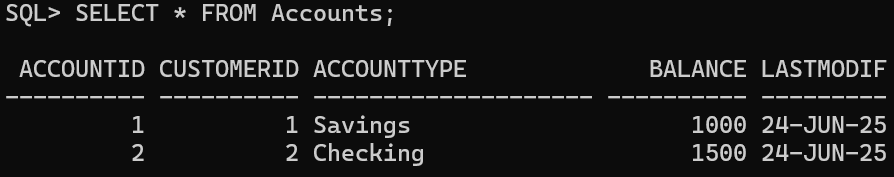 SQL> SELECT * FROM Accounts;
 ACCOUNTID CUSTOMERID ACCOUNTTYPE             BALANCE LASTMODIF
---------- ---------- -------------------- ---------- ---------
         1          1 Savings                    1000 24-JUN-25
         2          2 Checking                   1500 24-JUN-25